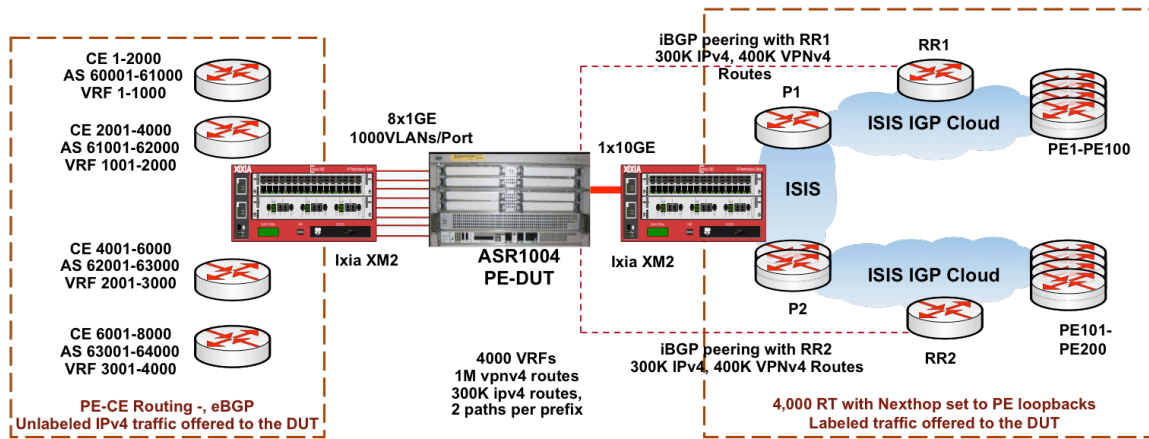 CE 1-2000
AS 60001-61000
VRF 1-1000
CE 2001-4000
AS 61001-62000
VRF 1001-2000
CE 4001-6000
AS 62001-63000
VRF 2001-3000
CE 6001-8000
AS 63001-64000
VRF 3001-4000
PE-CE Routing -, eBGP
Unlabeled IPv4 traffic offered to the DUT
8x1GE
1000VLANs/Port
IXIA
Ixia XM2
ASR1004
PE-DUT
1x10GE
IXIA
Ixia XM2
4000 VRFs
1M vpnv4 routes
300K ipv4 routes,
2 paths per prefix
iBGP peering with RR1
300K IPv4, 400K VPNv4
Routes
RR1
P1
ISIS IGP Cloud
PE1-PE100
ISIS
P2
ISIS IGP Cloud
RR2
PE101-
PE200
iBGP peering with RR2
300K IPv4, 400K VPNv4 Routes
4,000 RT with Nexthop set to PE loopbacks
Labeled traffic offered to the DUT